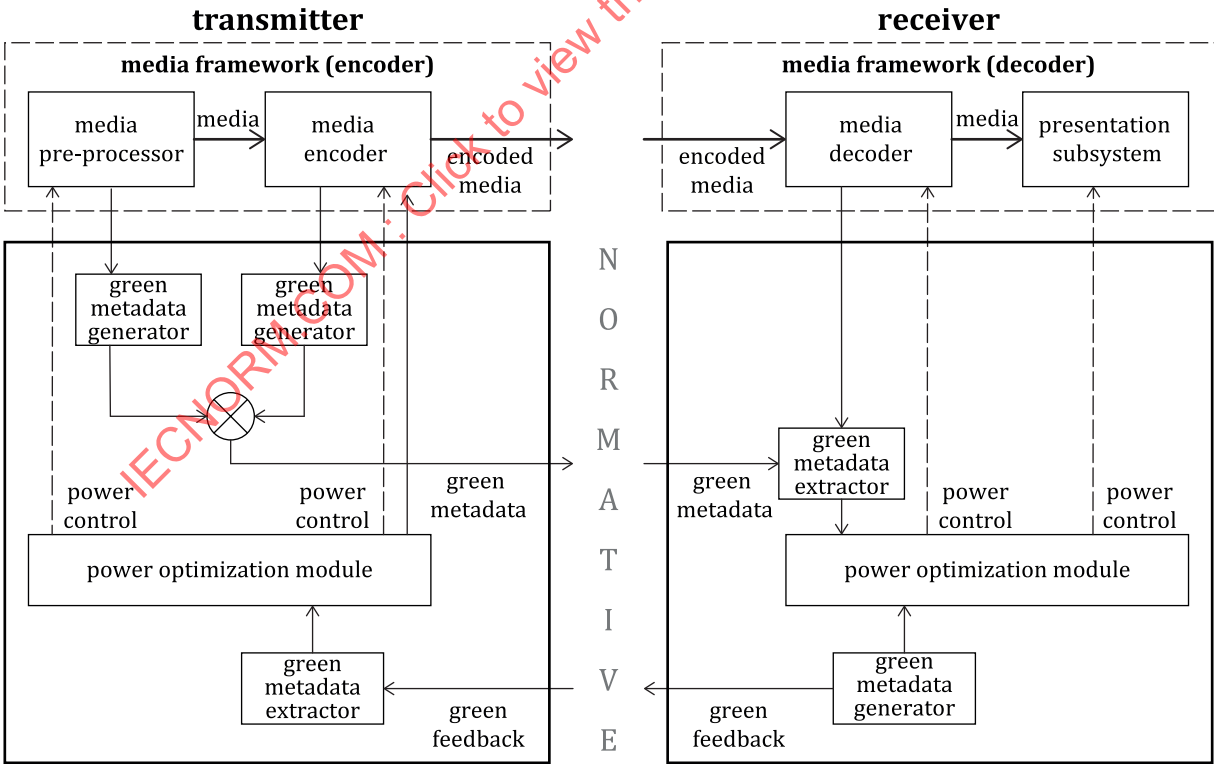 transmitter
receiver
media framework (encoder)
media framework (decoder)
media
pre-processor
media
media
encoder
encoded
media
encoded
media
media
decoder
media
presentation
subsystem
green
metadata
generator
green
metadata
generator
green
metadata
green
metadata
green
metadata
extractor
power
control
power
control
power
control
power
control
power optimization module
power optimization module
green
metadata
extractor
green
feedback
green
feedback
green
metadata
generator
N
O
R
M
A
T
I
V
E
IECNORM.COM : Click to view